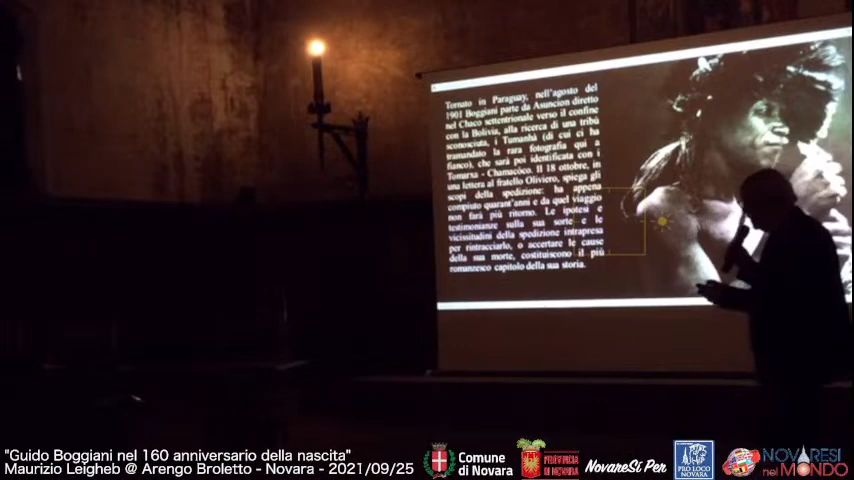 Tornato in Paraguay, nell'agosto del
1901 Boggiani parte da Asuncion diretto
nel Chaco settentrionale verso il confine
con la Bolivia, alla ricerca di una tribù
sconosciuta, i Tumanhá (di cui ci ha
tramandato la rara fotografia qui a
fianco), che sarà poi identificata con i
Tomarxa - Chamacòco. Il 18 ottobre, in
una lettera al fratello Oliviero, spiega gli
scopi della spedizione: ha appena
compiuto quarant'anni e da quel viaggio
non farà più ritorno. Le ipotesi e
testimonianze sulla sua sorte e le
vicissitudini della spedizione intrapresa
per rintracciarlo, o accertare le cause
della sua morte, costituiscono il più
romanzesco capitolo della sua storia.
"Guido Boggiani nel 160 anniversario della nascita"
Maurizio Leigheb @ Arengo Broletto - Novara - 2021/09/25
Comune
di Novara
PROVINCIA
DI NOVARA
NovareSi Per
PRO LOCO
NOVARA
NOVARESI
nel MONDO